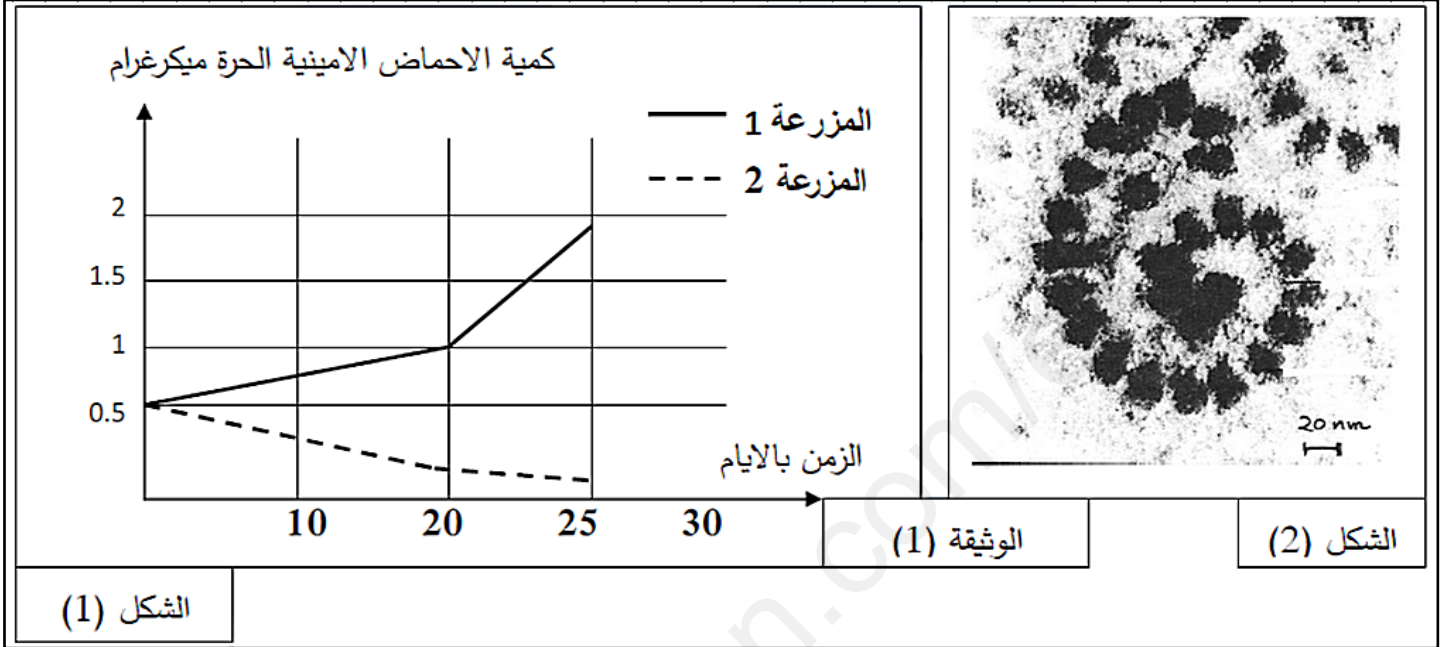 كمية الاحماض الامينية الحرة ميكرغرام
المزرعة 1
المزرعة 2
2
1.5
1
0.5
الزمن بالايام
10 20 25 30
20 nm
الوثيقة (1)
الشكل (2)
الشكل (1)